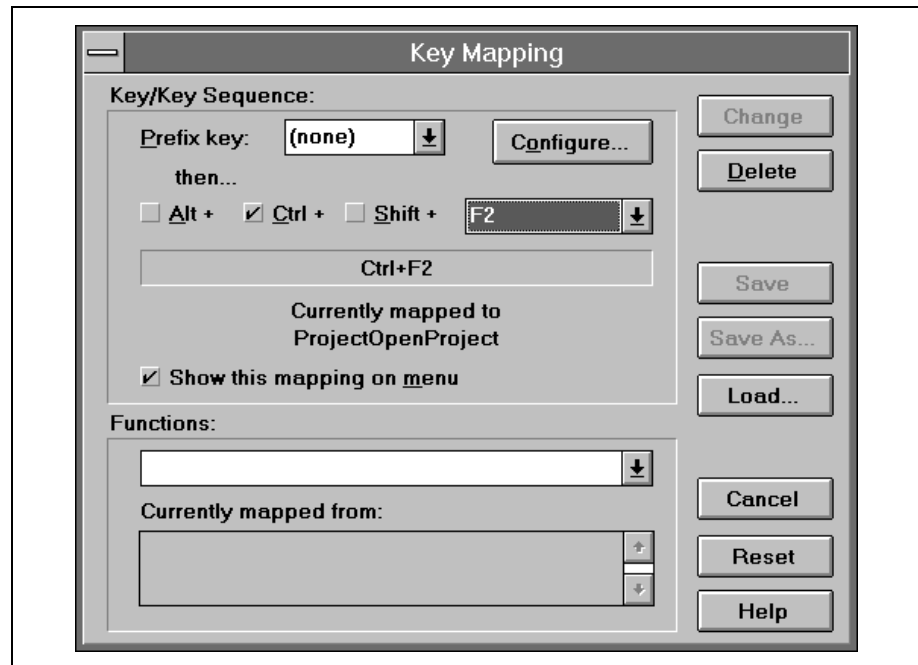 Key Mapping
Key/Key Sequence:
Prefix key: (none) Configure...
then...
Alt + Ctrl + Shift + F2
Ctrl+F2
Currently mapped to
ProjectOpenProject
Show this mapping on menu
Functions:
Currently mapped from:
Change
Delete
Save
Save As...
Load...
Cancel
Reset
Help